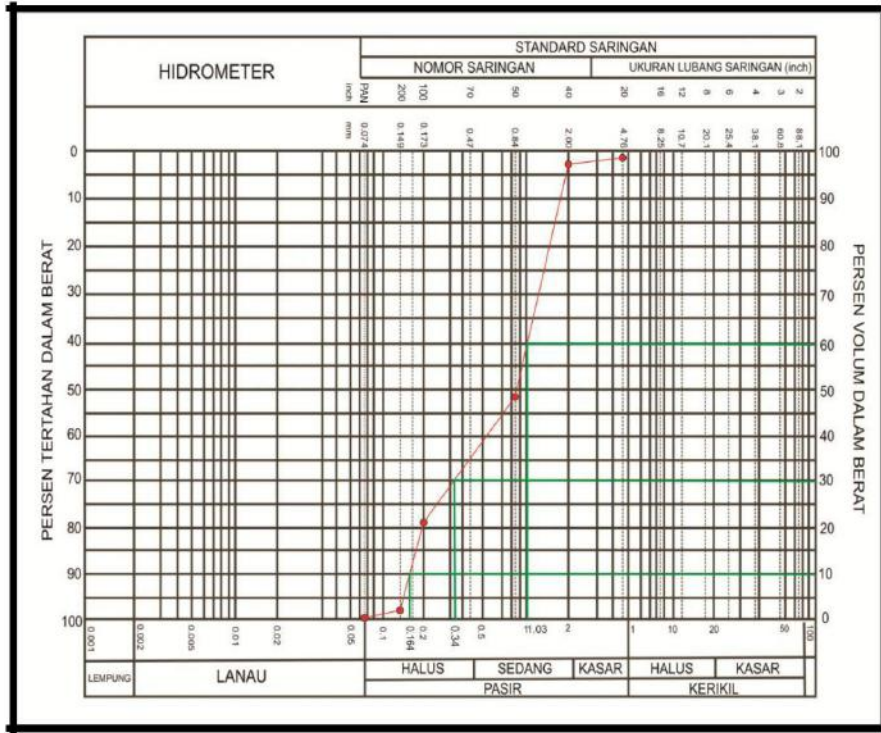 STANDARD SARINGAN
HIDROMETER
NOMOR SARINGAN UKURAN LUBANG SARINGAN (inch)
inch PAN 200 100 70 50 40 20 16 12 8 6 4 3 2
mm 0.074 0.149 0.173 0.47 0.84 2.00 4.76 8.25 10.7 20.1 25.4 38.1 60.8 88.1
0 100
10 90
20 80
30 70
40 60
50 50
60 40
70 30
80 20
90 10
100 0
PERSEN TERTAHAN DALAM BERAT
PERSEN VOLUM DALAM BERAT
0.001 0.002 0.005 0.01 0.02 0.05 0.1 0.164 0.2 0.34 0.5 11.03 2 1 10 20 50 100
LEMPUNG LANAU HALUS SEDANG KASAR HALUS KASAR
PASIR KERIKIL